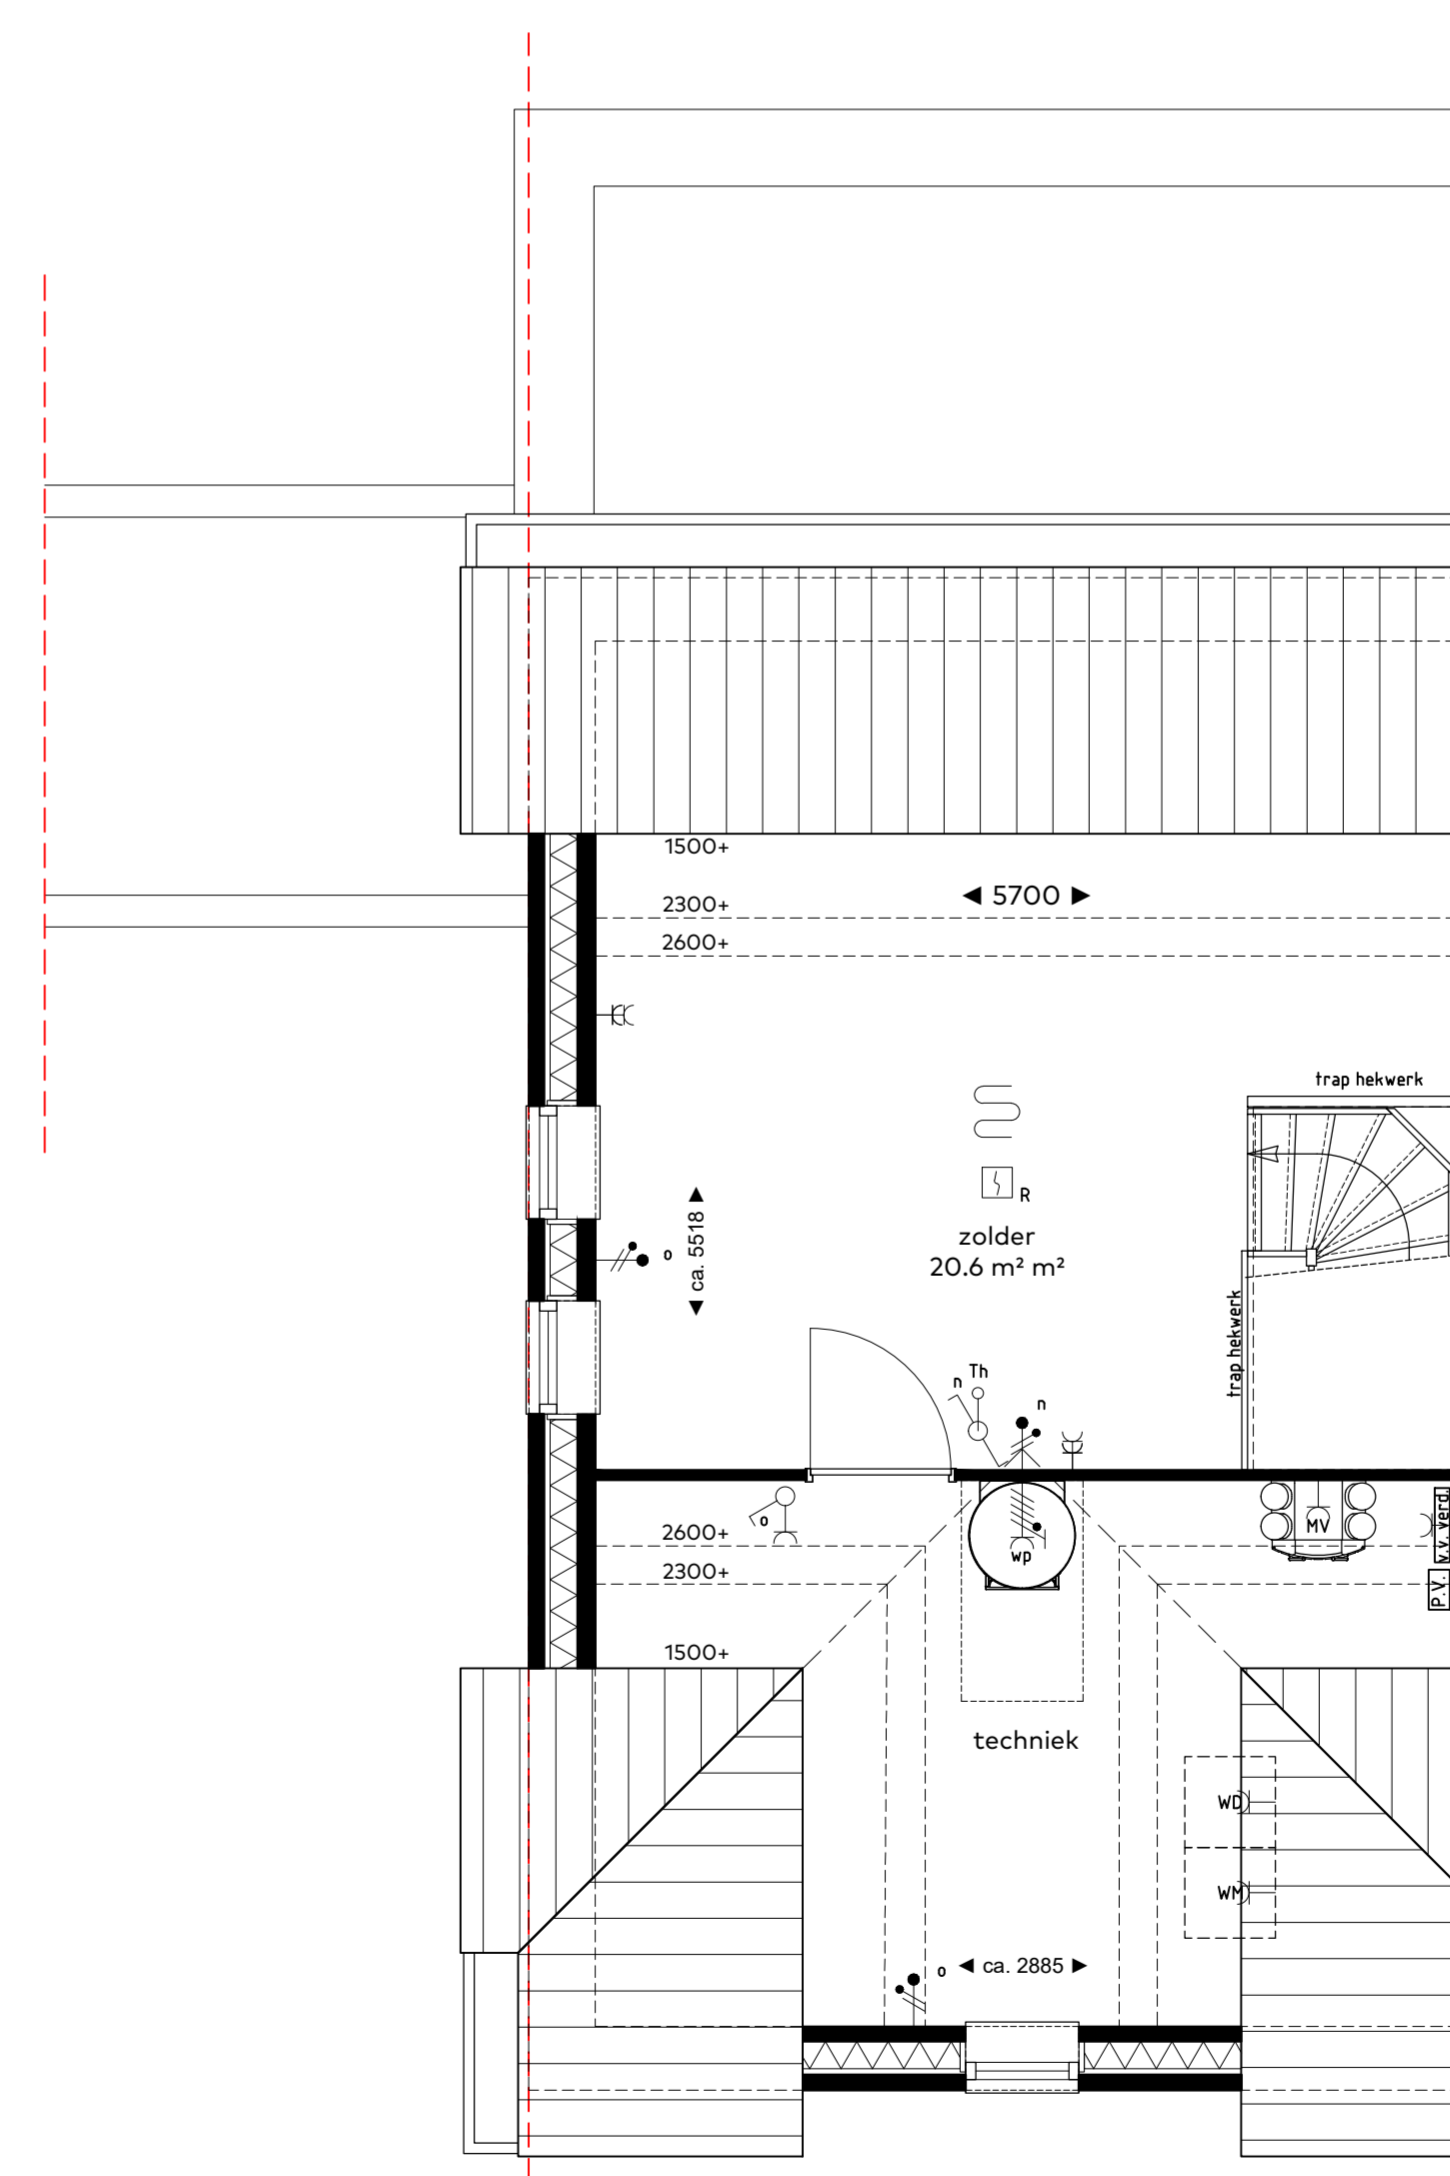 1500+
◄ 5700 ►
2300+
2600+
trap hekwerk
R
zolder
20.6 m² m²
◄ ca. 5518 ►
o
trap hekwerk
Th
n
n
o
2600+
2300+
1500+
wp
MV
v.v. verd.
P.V.
techniek
WD
WM
o
◄ ca. 2885 ►